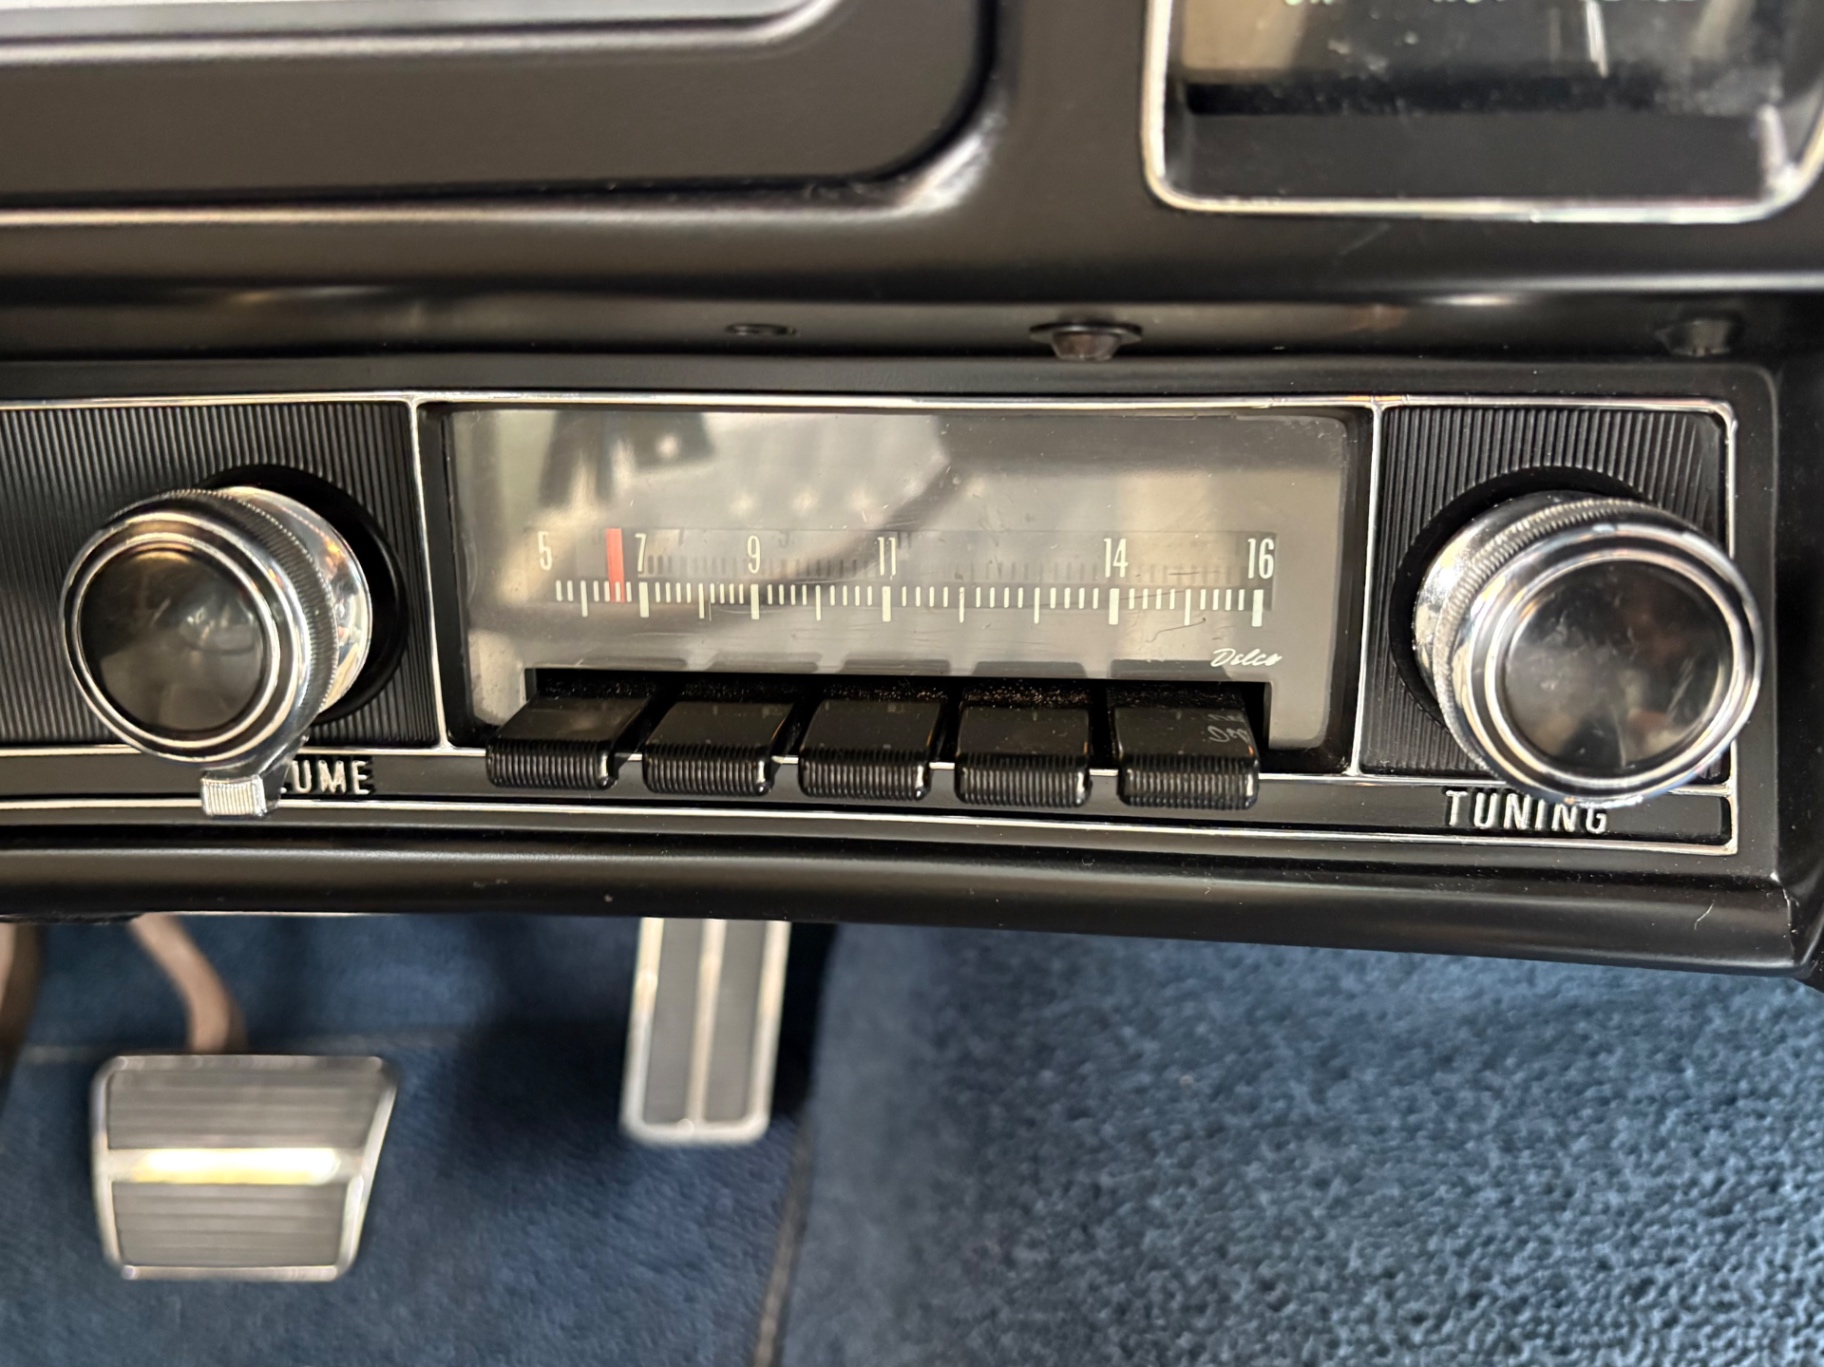 5 7 9 11 14 16
Delco
UME
TUNING